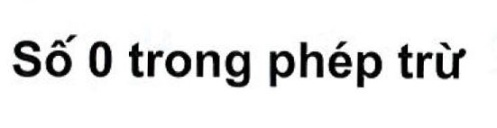 Số 0 trong phép trừ